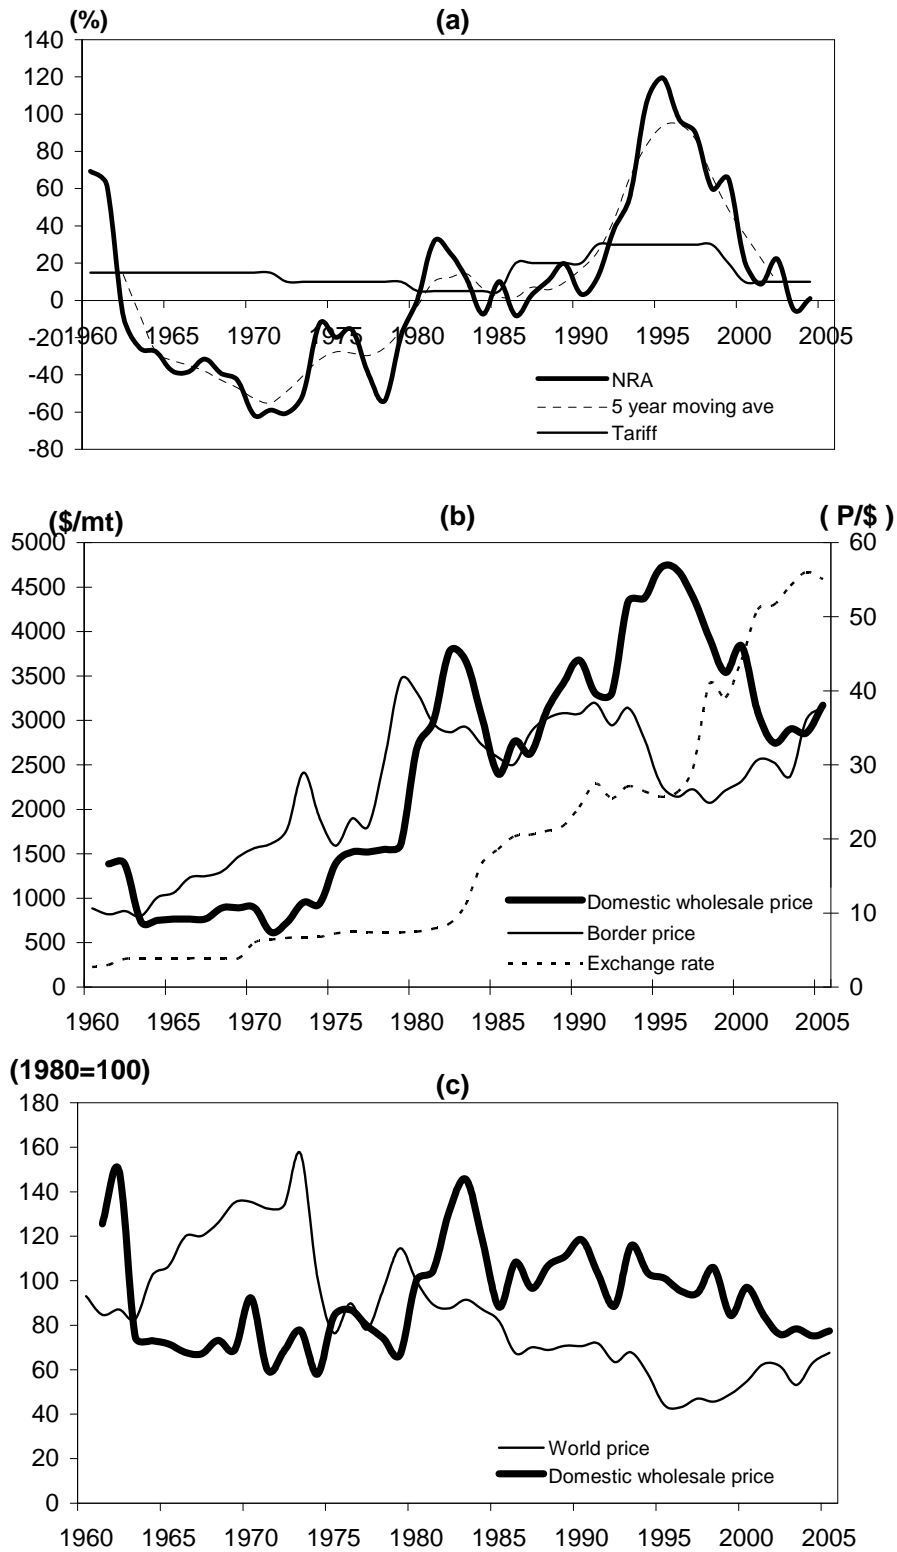 (%)
(a)
140
120
100
80
60
40
20
0
-20
-40
-60
-80
1960 1965 1970 1975 1980 1985 1990 1995 2000 2005
NRA
5 year moving ave
Tariff
($/mt)
(b)
( P/$ )
5000
4500
4000
3500
3000
2500
2000
1500
1000
500
0
60
50
40
30
20
10
0
Domestic wholesale price
Border price
Exchange rate
1960 1965 1970 1975 1980 1985 1990 1995 2000 2005
(1980=100)
(c)
180
160
140
120
100
80
60
40
20
0
World price
Domestic wholesale price
1960 1965 1970 1975 1980 1985 1990 1995 2000 2005